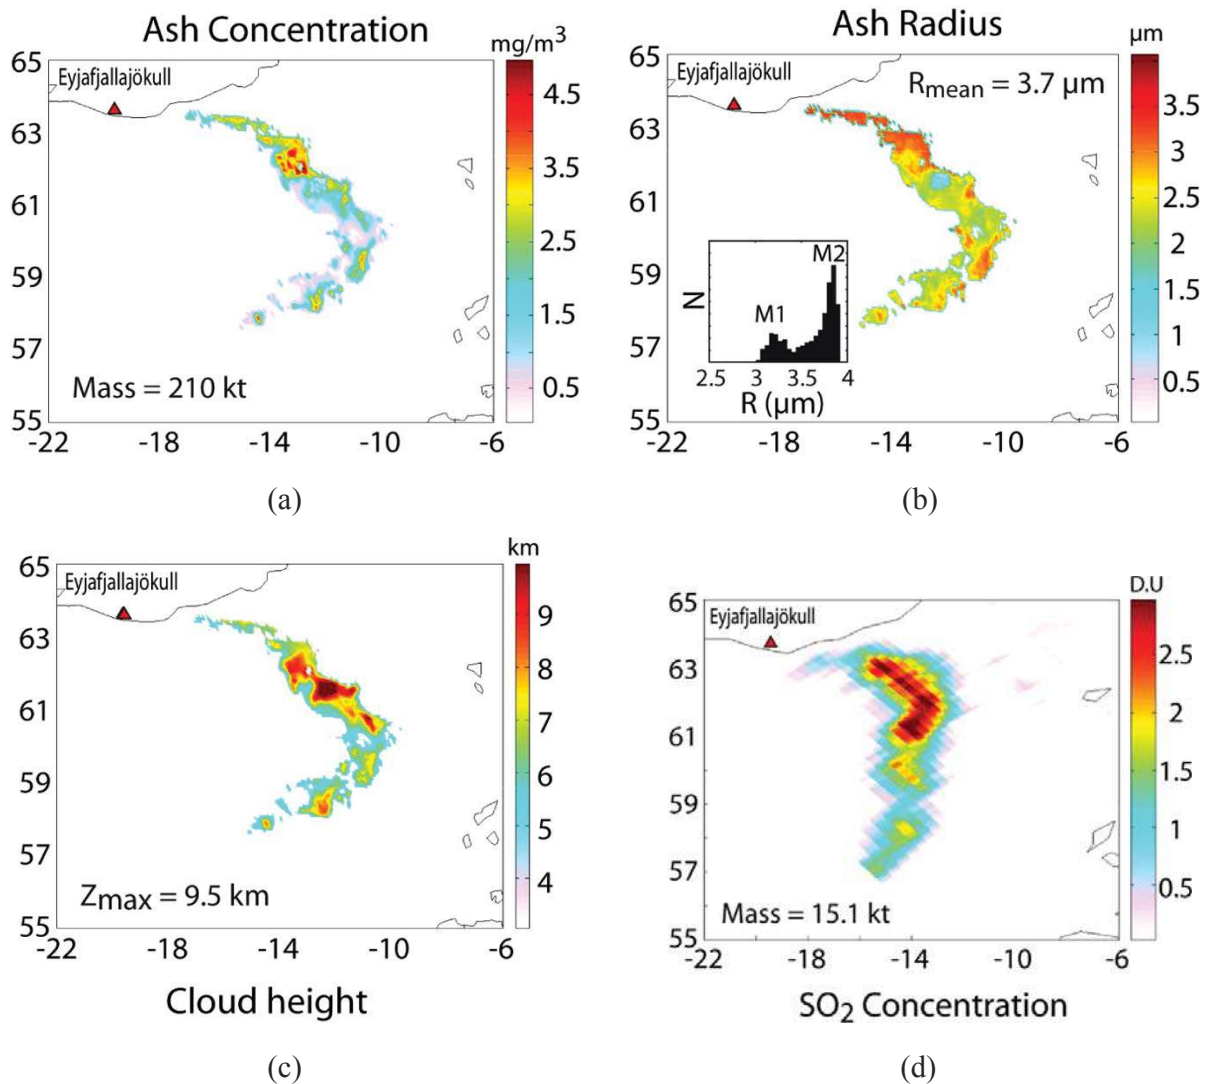 Ash Concentration
mg/m³
65
63
61
59
57
55
Eyjafjallajökull
4.5
3.5
2.5
1.5
0.5
Mass = 210 kt
-22 -18 -14 -10 -6
(a)
Ash Radius
µm
65
63
61
59
57
55
Eyjafjallajökull
Rmean = 3.7 µm
3.5
3
2.5
2
1.5
1
0.5
N
M1
M2
2.5 3 3.5 4
R (µm)
-22 -18 -14 -10 -6
(b)
km
65
63
61
59
57
55
Eyjafjallajökull
9
8
7
6
5
4
Zmax = 9.5 km
-22 -18 -14 -10 -6
Cloud height
(c)
D.U
65
63
61
59
57
55
Eyjafjallajökull
2.5
2
1.5
1
0.5
Mass = 15.1 kt
-22 -18 -14 -10 -6
SO₂ Concentration
(d)